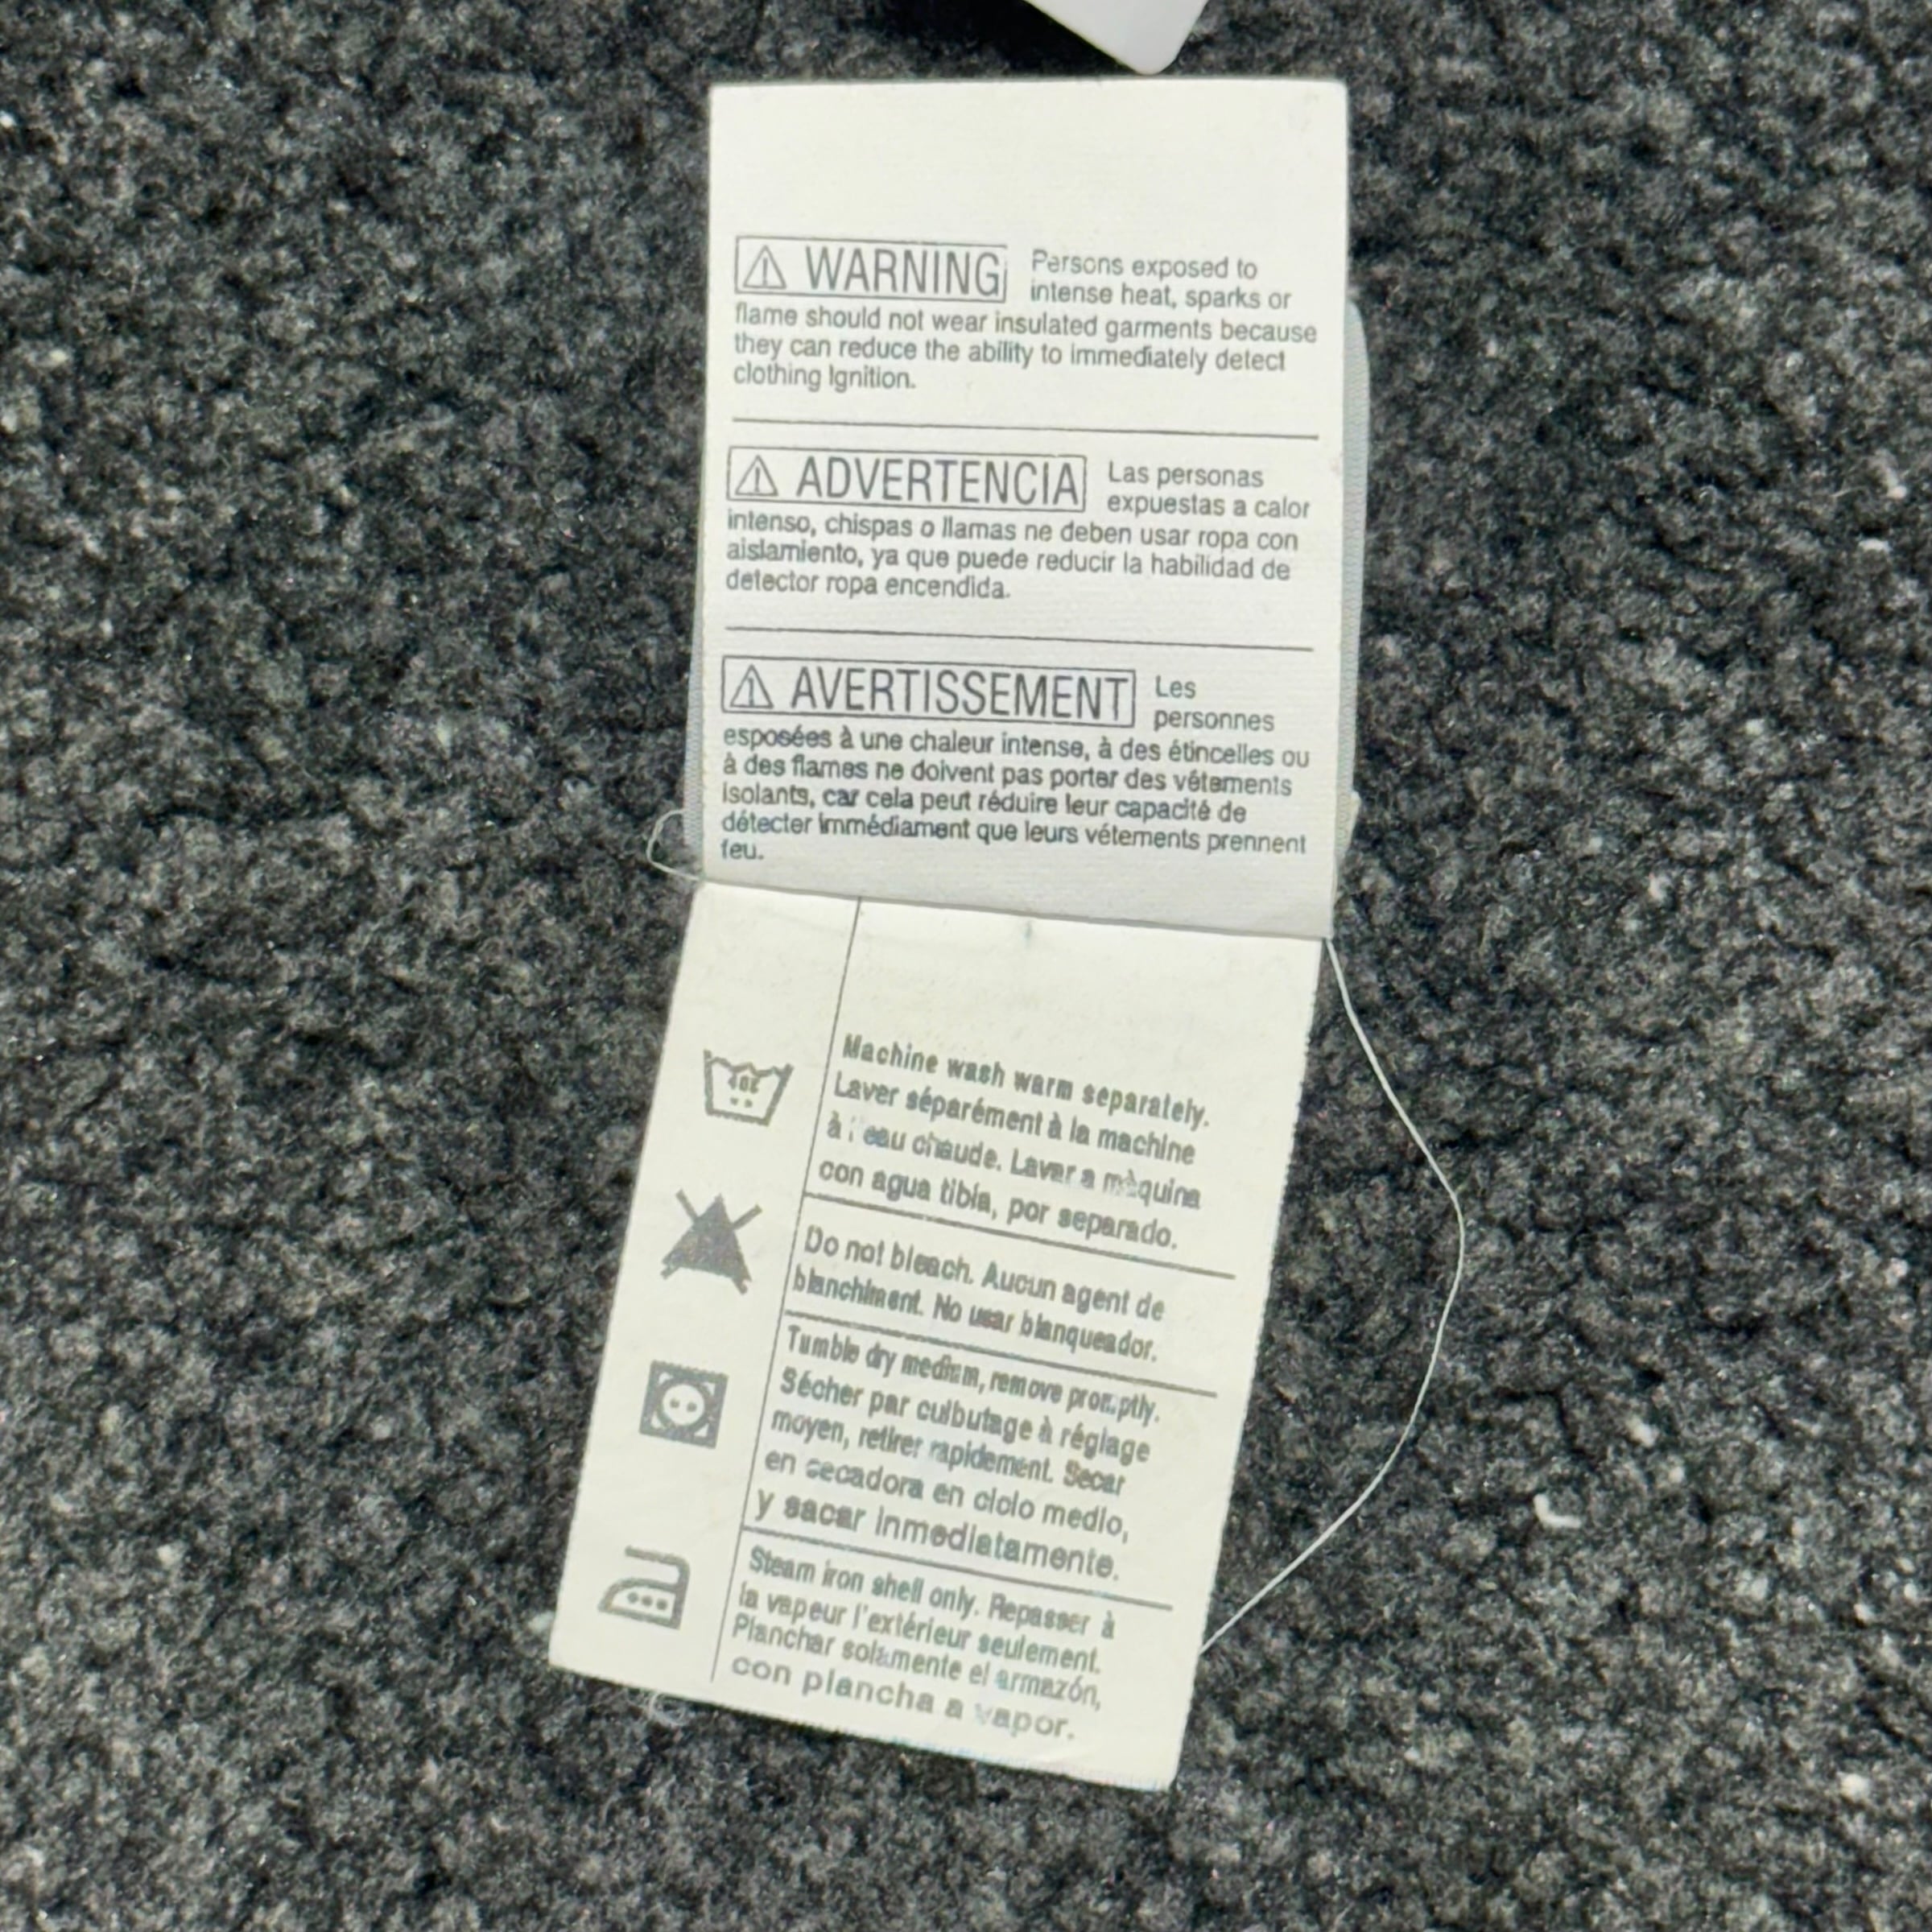 WARNING Persons exposed to
intense heat, sparks or
flame should not wear insulated garments because
they can reduce the ability to immediately detect
clothing Ignition.
ADVERTENCIA Las personas
expuestas a calor
intenso, chispas o llamas ne deben usar ropa con
aislamiento, ya que puede reducir la habilidad de
detector ropa encendida.
AVERTISSEMENT Les
personnes
esposées à une chaleur intense, à des étincelles ou
à des flames ne doivent pas porter des vétements
isolants, car cela peut réduire leur capacité de
détecter immédiament que leurs vétements prennent
feu.
Machine wash warm separately.
Laver séparément à la machine
à l'eau chaude. Lavar a màquina
con agua tibia, por separado.
Do not bleach. Aucun agent de
blanchiment. No usar blanqueador.
Tumble dry medium, remove promptly.
Sécher par culbutage à réglage
moyen, retirer rapidement. Secar
en secadora en ciclo medio,
y sacar inmediatamente.
Steam iron shell only. Repasser à
la vapeur l'extérieur seulement.
Planchar solamente el armazón,
con plancha a vapor.